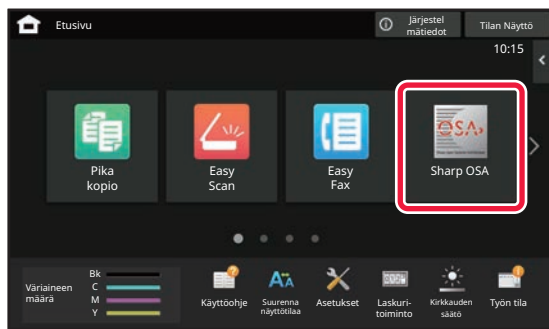 Etusivu
Järjestel
mätiedot
Tilan Näyttö
10:15
Pika
kopio
Easy
Scan
Easy
Fax
OSA
Sharp OSA
Väriaineen
määrä
Bk
C
M
Y
Käyttöohje
Suurenna
näyttötilaa
Asetukset
Laskuri-
toiminto
Kirkkauden
säätö
Työn tila